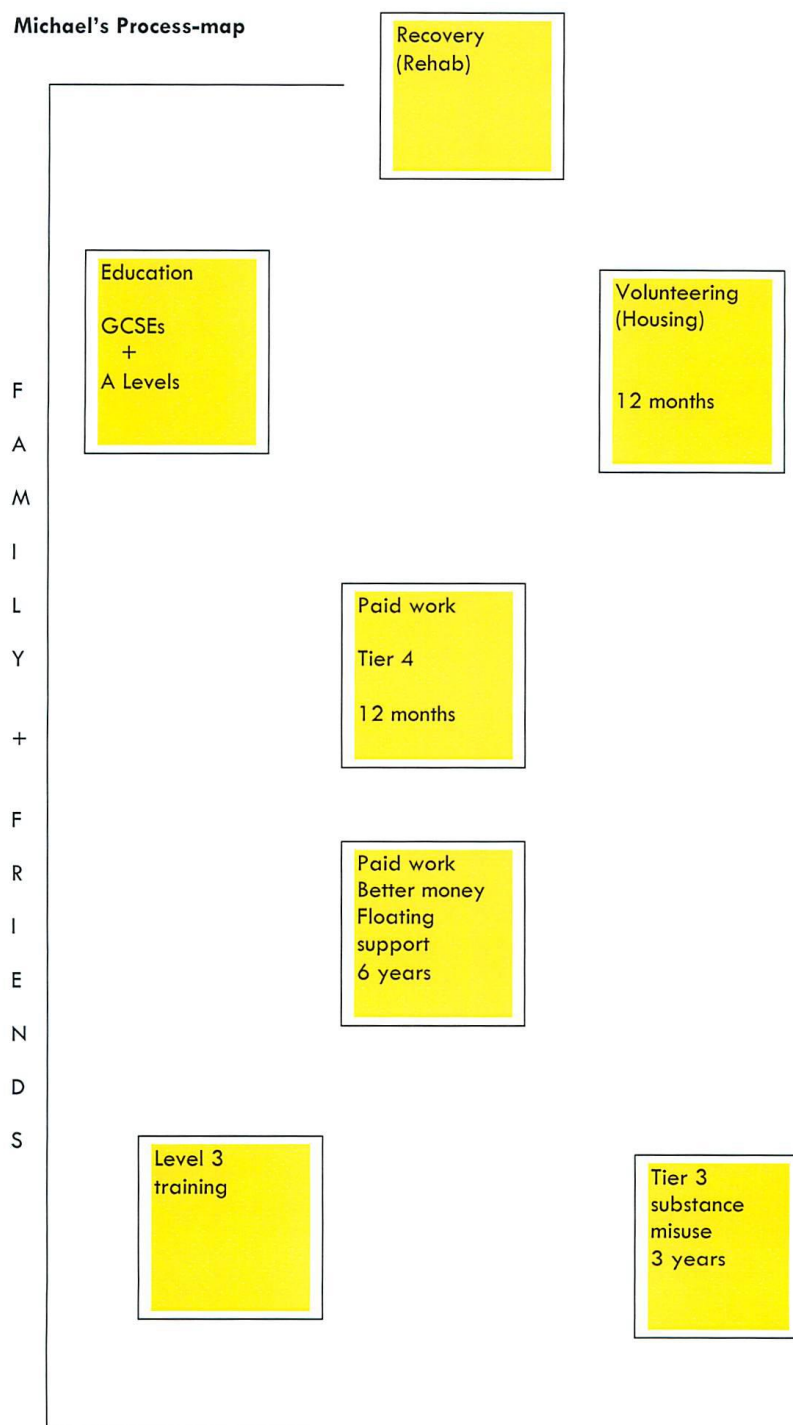 Michael's Process-map
Recovery
(Rehab)
Education
GCSEs
+
A Levels
Volunteering
(Housing)
12 months
F
A
M
I
L
Y
+
F
R
I
E
N
D
S
Paid work
Tier 4
12 months
Paid work
Better money
Floating
support
6 years
Level 3
training
Tier 3
substance
misuse
3 years